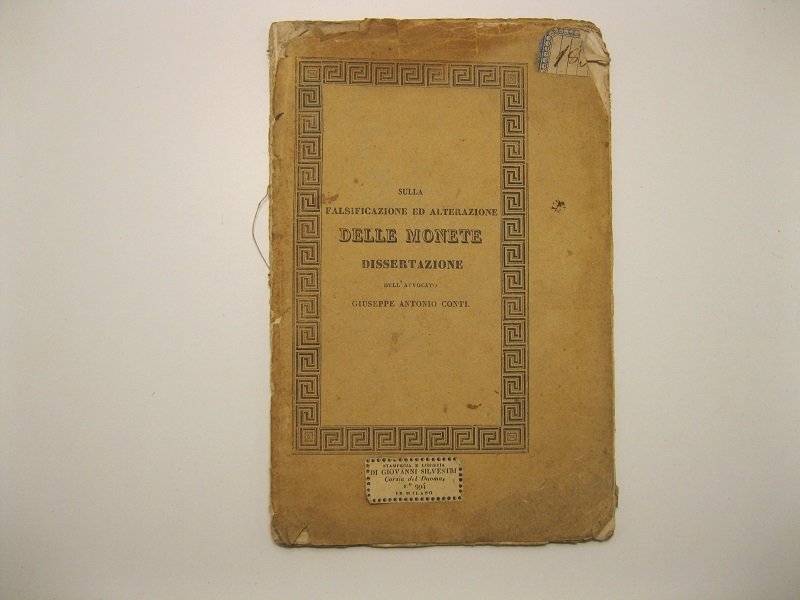 SULLA
FALSIFICAZIONE ED ALTERAZIONE
DELLE MONETE
DISSERTAZIONE
DELL'AVVOCATO
GIUSEPPE ANTONIO CONTI.
STAMPERIA E LIBRERIA
DI GIOVANNI SILVESTRI
Corsia del Duomo,
N.° 994
IN MILANO